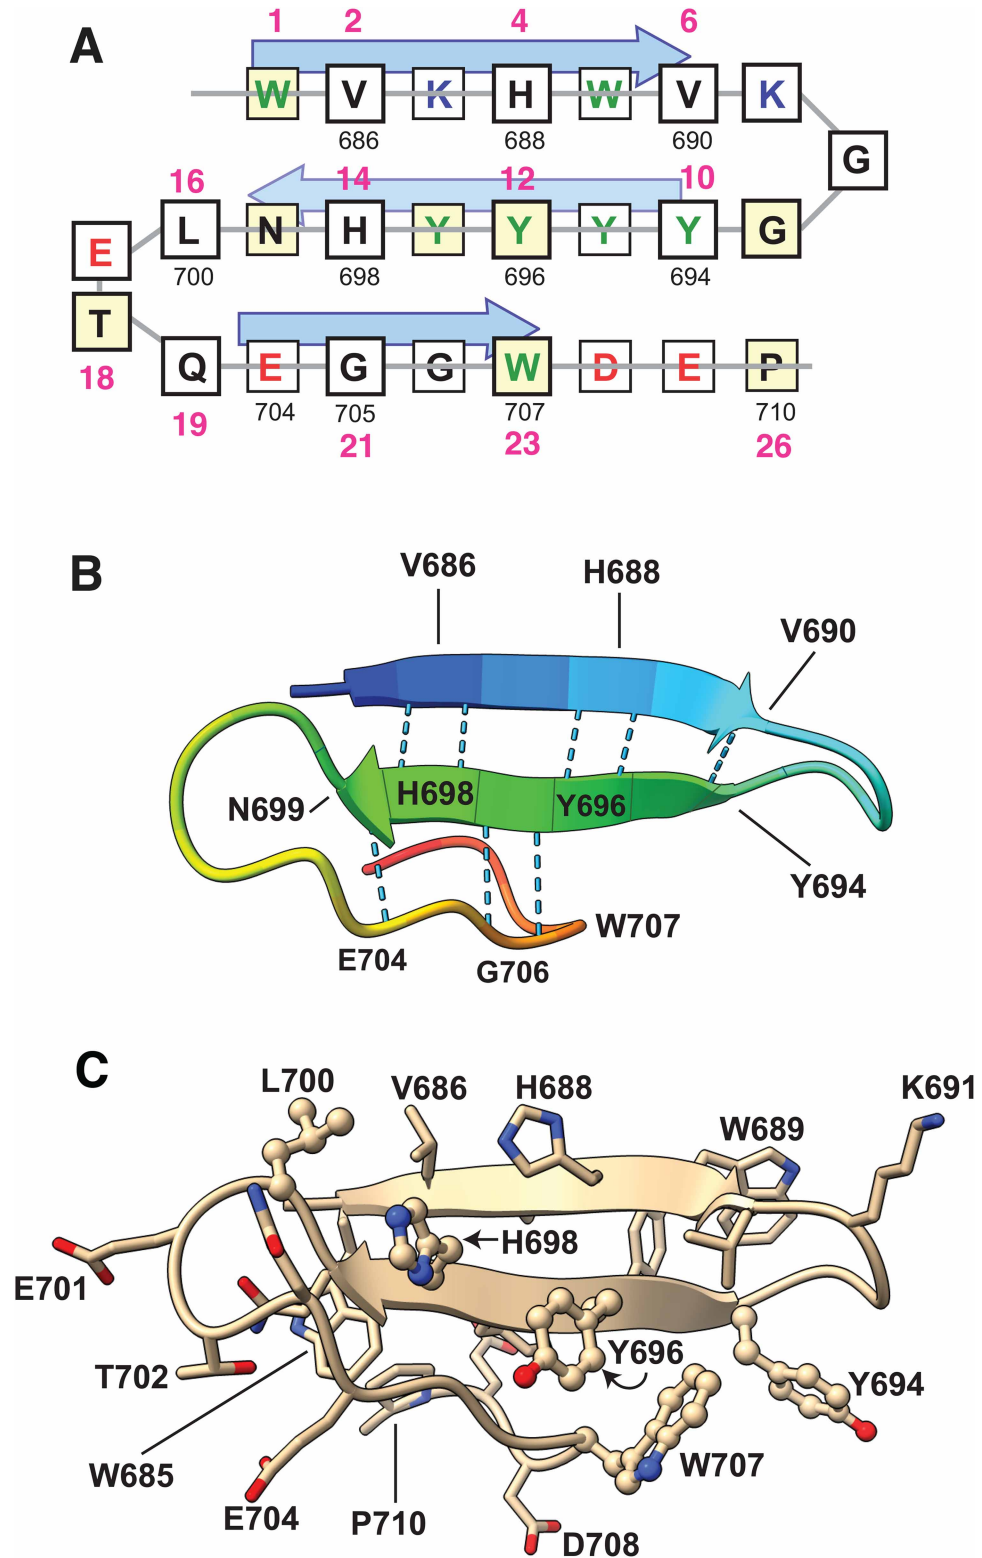 A
1 2 4 6
W V K H W V K
686 688 690
G
16 14 12 10
L N H Y Y Y Y G
E
700 698 696 694
T
18
Q E G G W D E P
704 705 707 710
19 21 23 26
B
V686
H688
V690
N699
H698
Y696
Y694
W707
E704
G706
C
L700
V686
H688
K691
W689
H698
E701
T702
Y696
Y694
W685
W707
E704
P710
D708